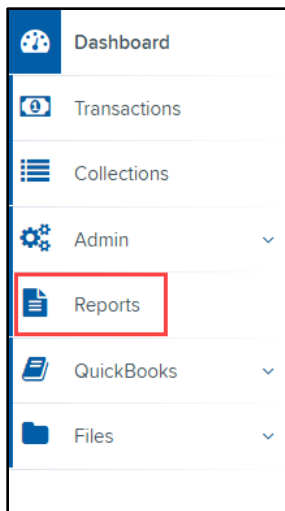 Dashboard
Transactions
Collections
Admin
Reports
QuickBooks
Files